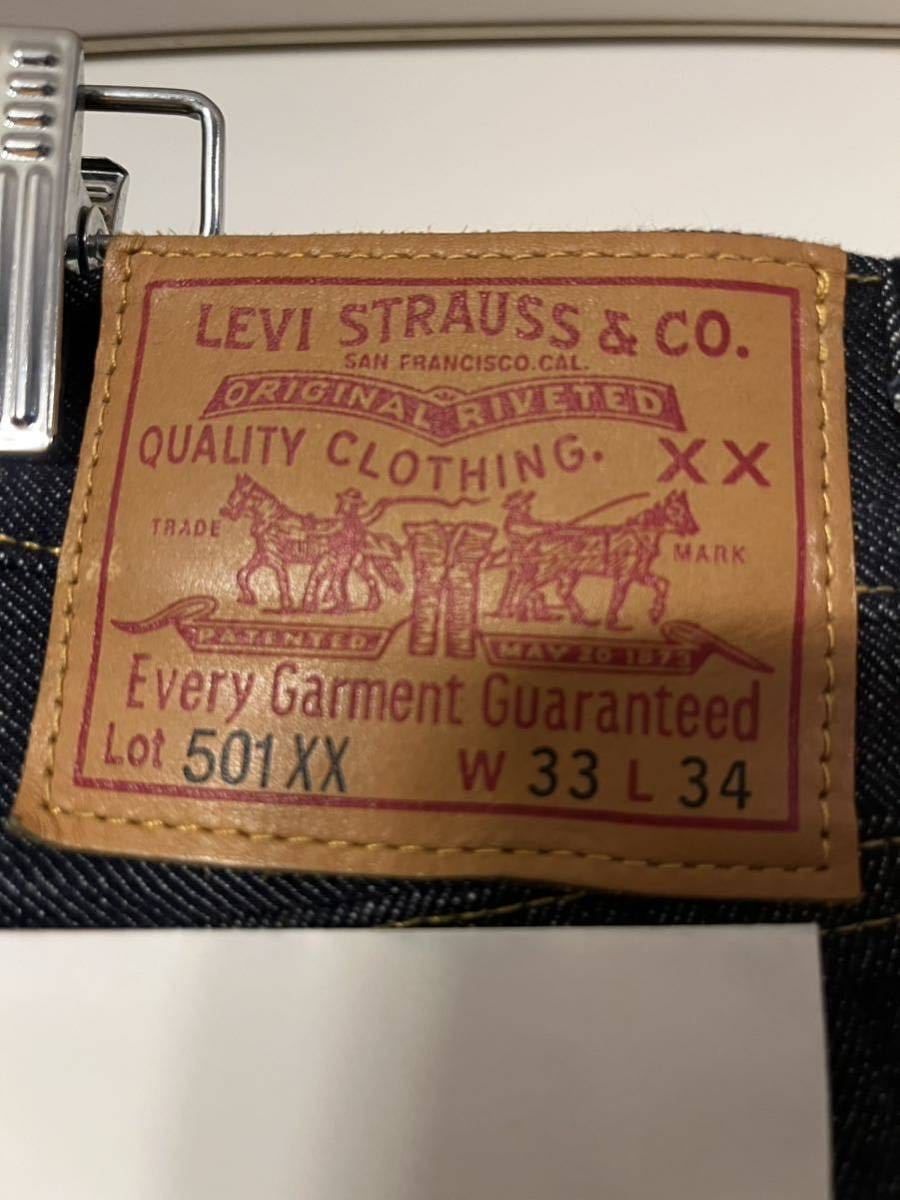 LEVI STRAUSS & CO.
SAN FRANCISCO. CAL.
ORIGINAL RIVETED
QUALITY CLOTHING. XX
TRADE MARK
PATENTED MAY 20 1873
Every Garment Guaranteed
Lot 501XX W 33 L 34